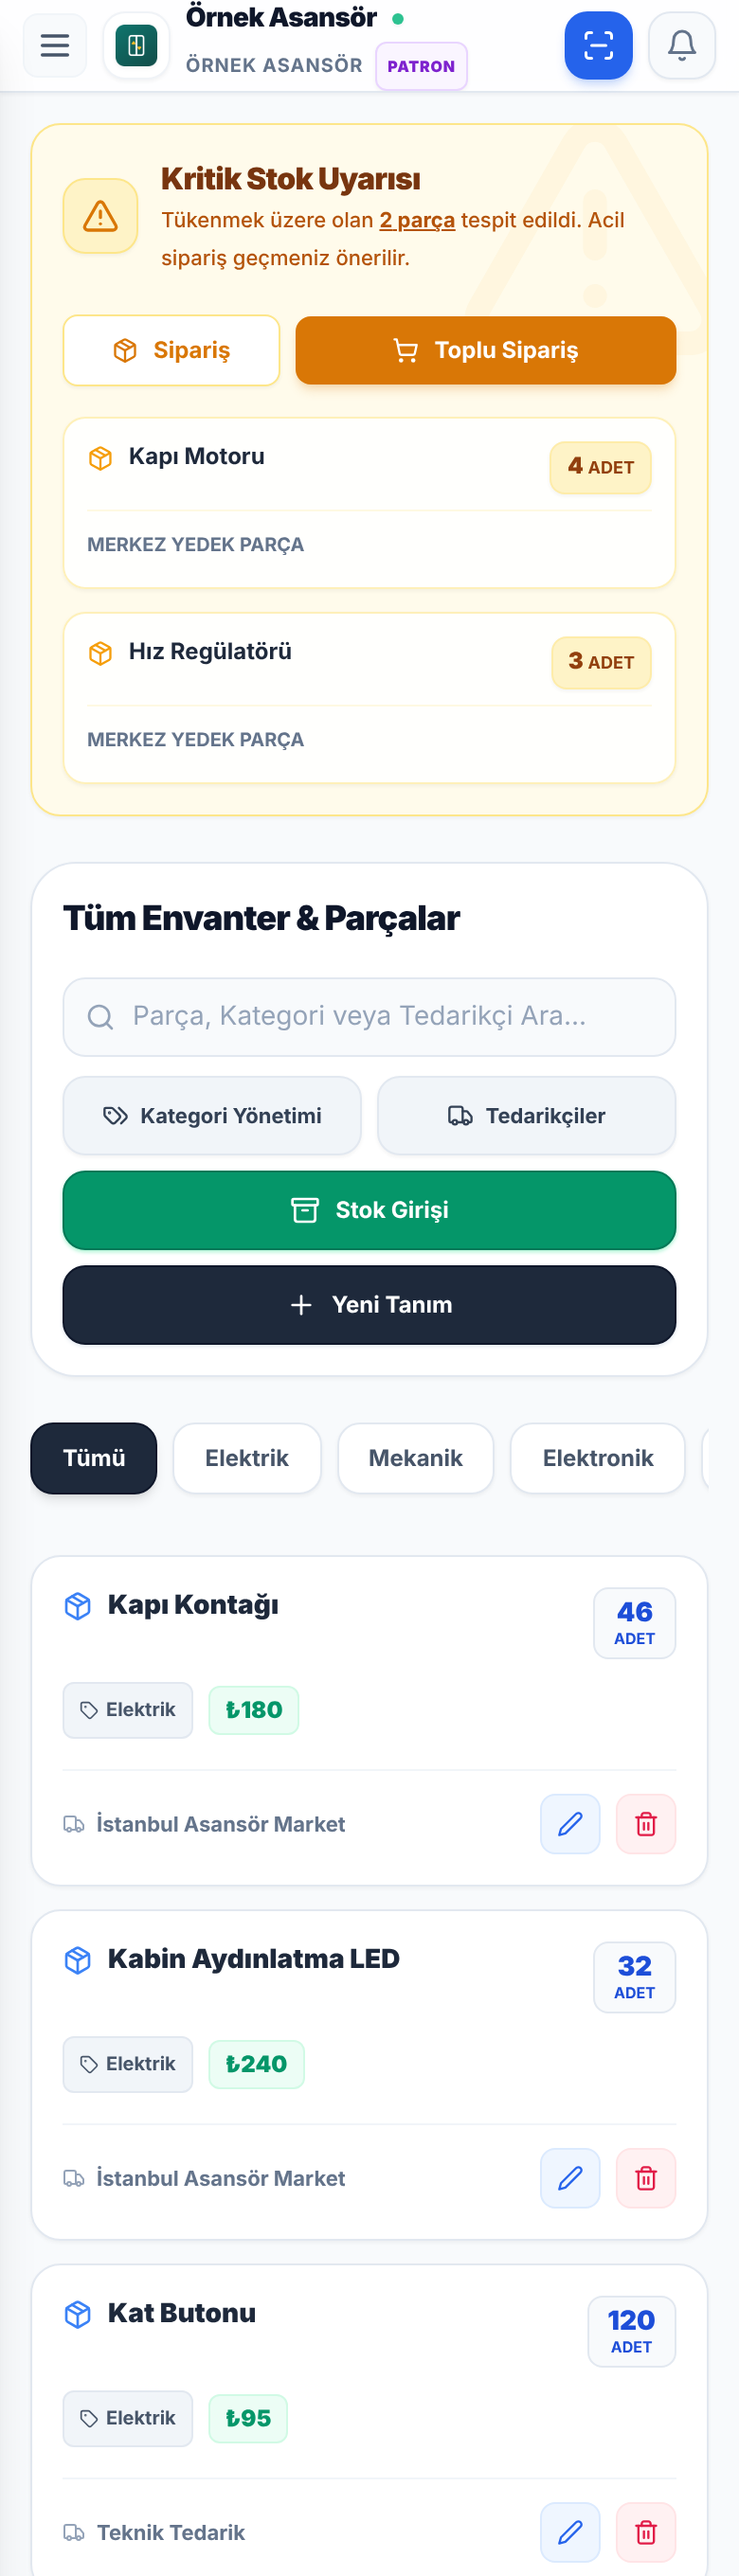 Örnek Asansör
ÖRNEK ASANSÖR PATRON
Kritik Stok Uyarısı
Tükenmek üzere olan 2 parça tespit edildi. Acil
sipariş geçmeniz önerilir.
Sipariş
Toplu Sipariş
Kapı Motoru
4 ADET
MERKEZ YEDEK PARÇA
Hız Regülatörü
3 ADET
MERKEZ YEDEK PARÇA
Tüm Envanter & Parçalar
Parça, Kategori veya Tedarikçi Ara...
Kategori Yönetimi
Tedarikçiler
Stok Girişi
Yeni Tanım
Tümü
Elektrik
Mekanik
Elektronik
Kapı Kontağı
46
ADET
Elektrik
₺180
İstanbul Asansör Market
Kabin Aydınlatma LED
32
ADET
Elektrik
₺240
İstanbul Asansör Market
Kat Butonu
120
ADET
Elektrik
₺95
Teknik Tedarik